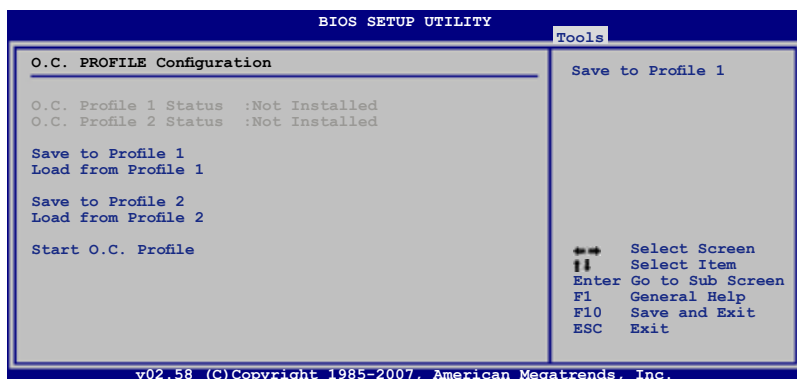 BIOS SETUP UTILITY
Tools
O.C. PROFILE Configuration
O.C. Profile 1 Status :Not Installed
O.C. Profile 2 Status :Not Installed
Save to Profile 1
Load from Profile 1
Save to Profile 2
Load from Profile 2
Start O.C. Profile
Save to Profile 1
←→ Select Screen
↑↓ Select Item
Enter Go to Sub Screen
F1 General Help
F10 Save and Exit
ESC Exit
v02.58 (C)Copyright 1985-2007, American Megatrends, Inc.